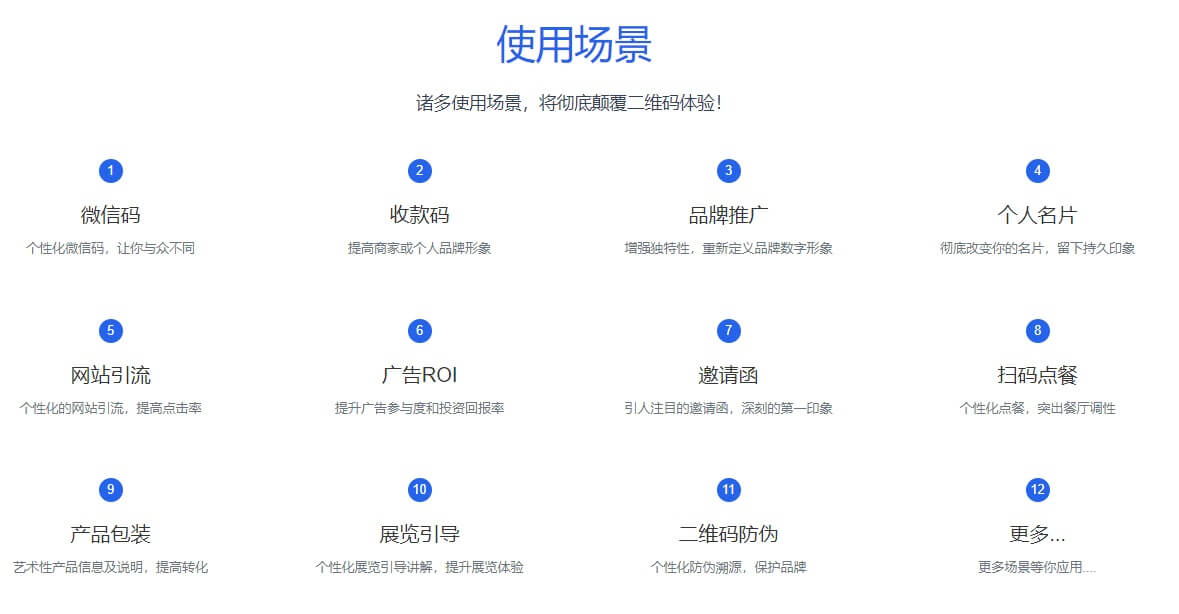 使用场景
诸多使用场景，将彻底颠覆二维码体验！
1
2
3
4
微信码
收款码
品牌推广
个人名片
个性化微信码，让你与众不同
提高商家或个人品牌形象
增强独特性，重新定义品牌数字形象
彻底改变你的名片，留下持久印象
5
6
7
8
网站引流
广告ROI
邀请函
扫码点餐
个性化的网站引流，提高点击率
提升广告参与度和投资回报率
引人注目的邀请函，深刻的第一印象
个性化点餐，突出餐厅调性
9
10
11
12
产品包装
展览引导
二维码防伪
更多...
艺术性产品信息及说明，提高转化
个性化展览引导讲解，提升展览体验
个性化防伪溯源，保护品牌
更多场景等你应用....